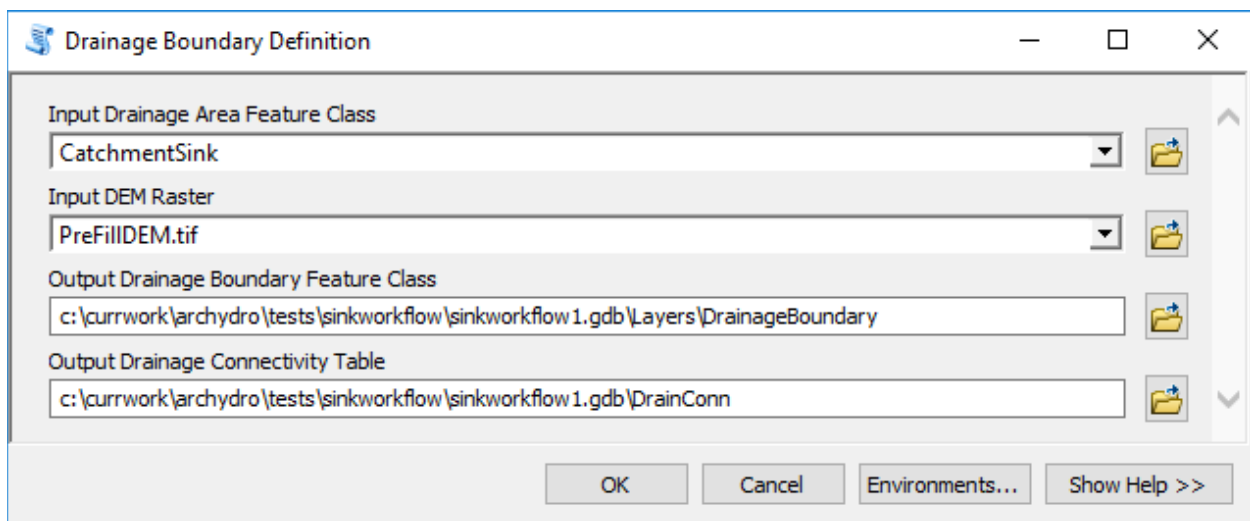 Drainage Boundary Definition
Input Drainage Area Feature Class
CatchmentSink
Input DEM Raster
PreFillDEM.tif
Output Drainage Boundary Feature Class
c:\currwork\archydro\tests\sinkworkflow\sinkworkflow1.gdb\Layers\DrainageBoundary
Output Drainage Connectivity Table
c:\currwork\archydro\tests\sinkworkflow\sinkworkflow1.gdb\DrainConn
OK Cancel Environments... Show Help >>